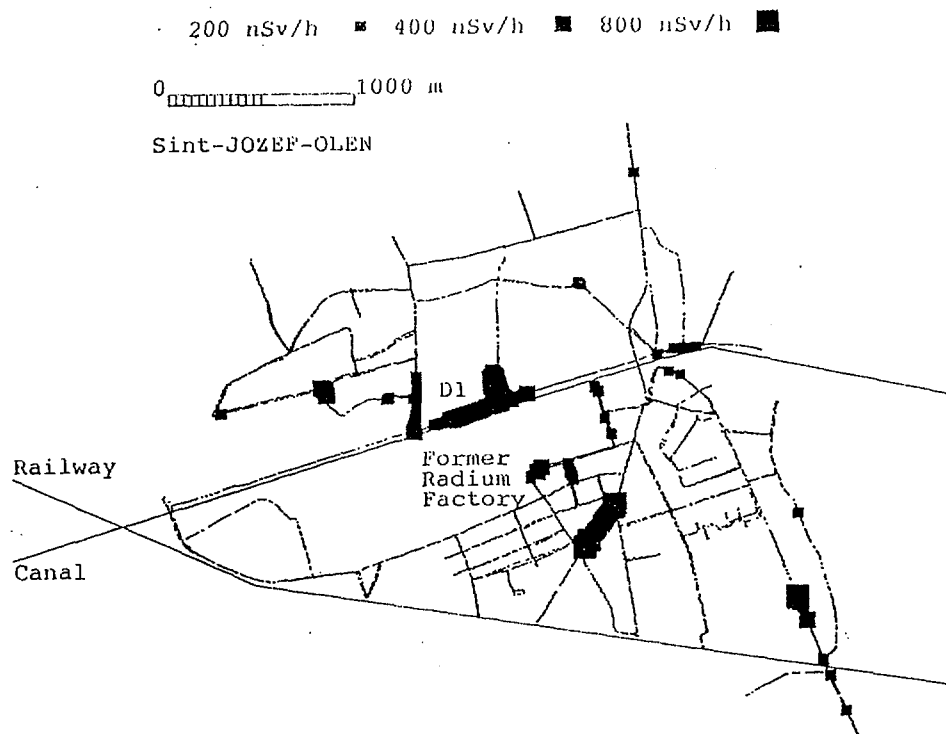 200 nSv/h 400 nSv/h 800 nSv/h
0 1000 m
Sint-JOZEF-OLEN
D1
Former
Radium
Factory
Railway
Canal